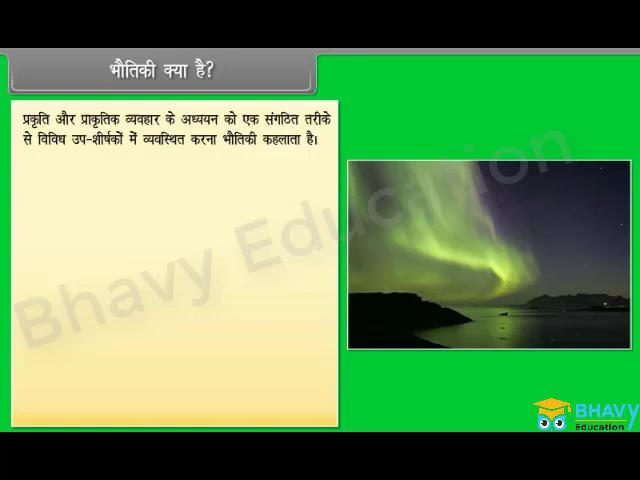 भौतिकी क्या है?
प्रकृति और प्राकृतिक व्यवहार के अध्ययन को एक संगठित तरीके
से विविध उप-शीर्षकों में व्यवस्थित करना भौतिकी कहलाता है।
Bhavy Education
BHAVY
Education